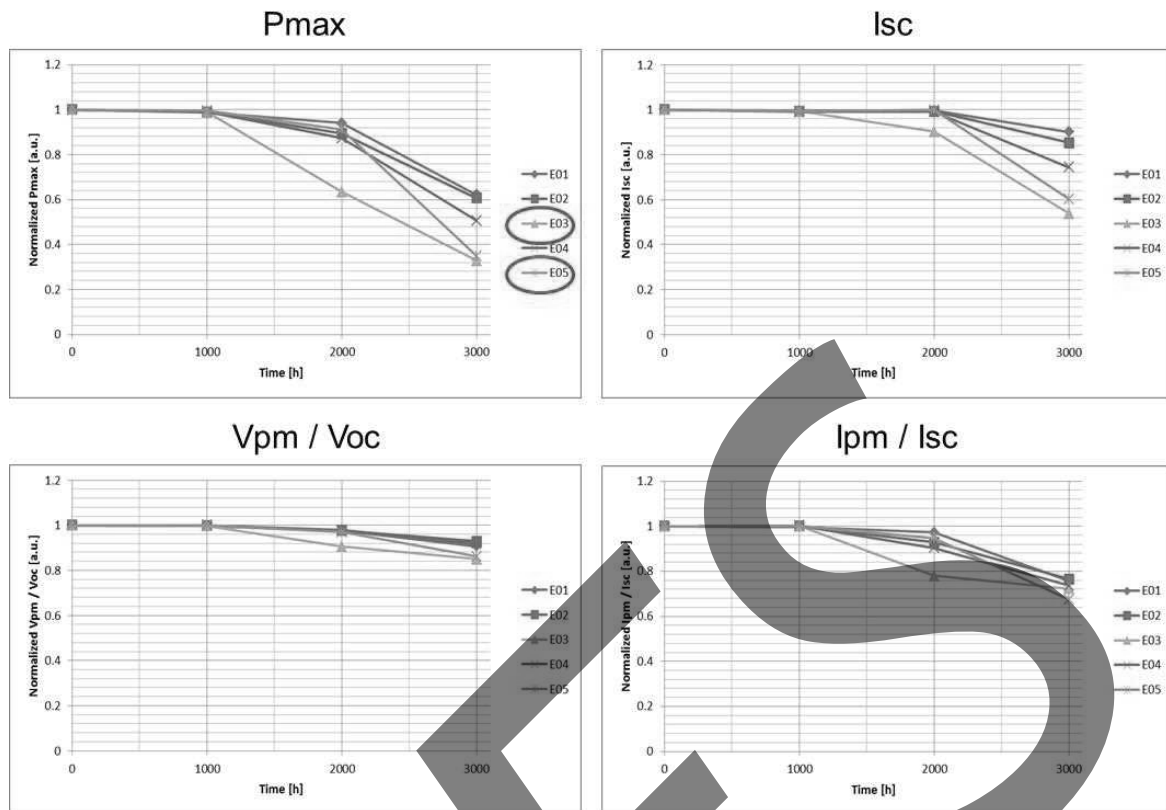 Pmax
Normalized Pmax [a.u.]
1.2
1
0.8
0.6
0.4
0.2
0
0 1000 2000 3000
Time [h]
E01
E02
E03
E04
E05
Isc
Normalized Isc [a.u.]
1.2
1
0.8
0.6
0.4
0.2
0
0 1000 2000 3000
Time [h]
E01
E02
E03
E04
E05
Vpm / Voc
Normalized Vpm / Voc [a.u.]
1.2
1
0.8
0.6
0.4
0.2
0
0 1000 2000 3000
Time [h]
E01
E02
E03
E04
E05
Ipm / Isc
Normalized Ipm / Isc [a.u.]
1.2
1
0.8
0.6
0.4
0.2
0
0 1000 2000 3000
Time [h]
E01
E02
E03
E04
E05